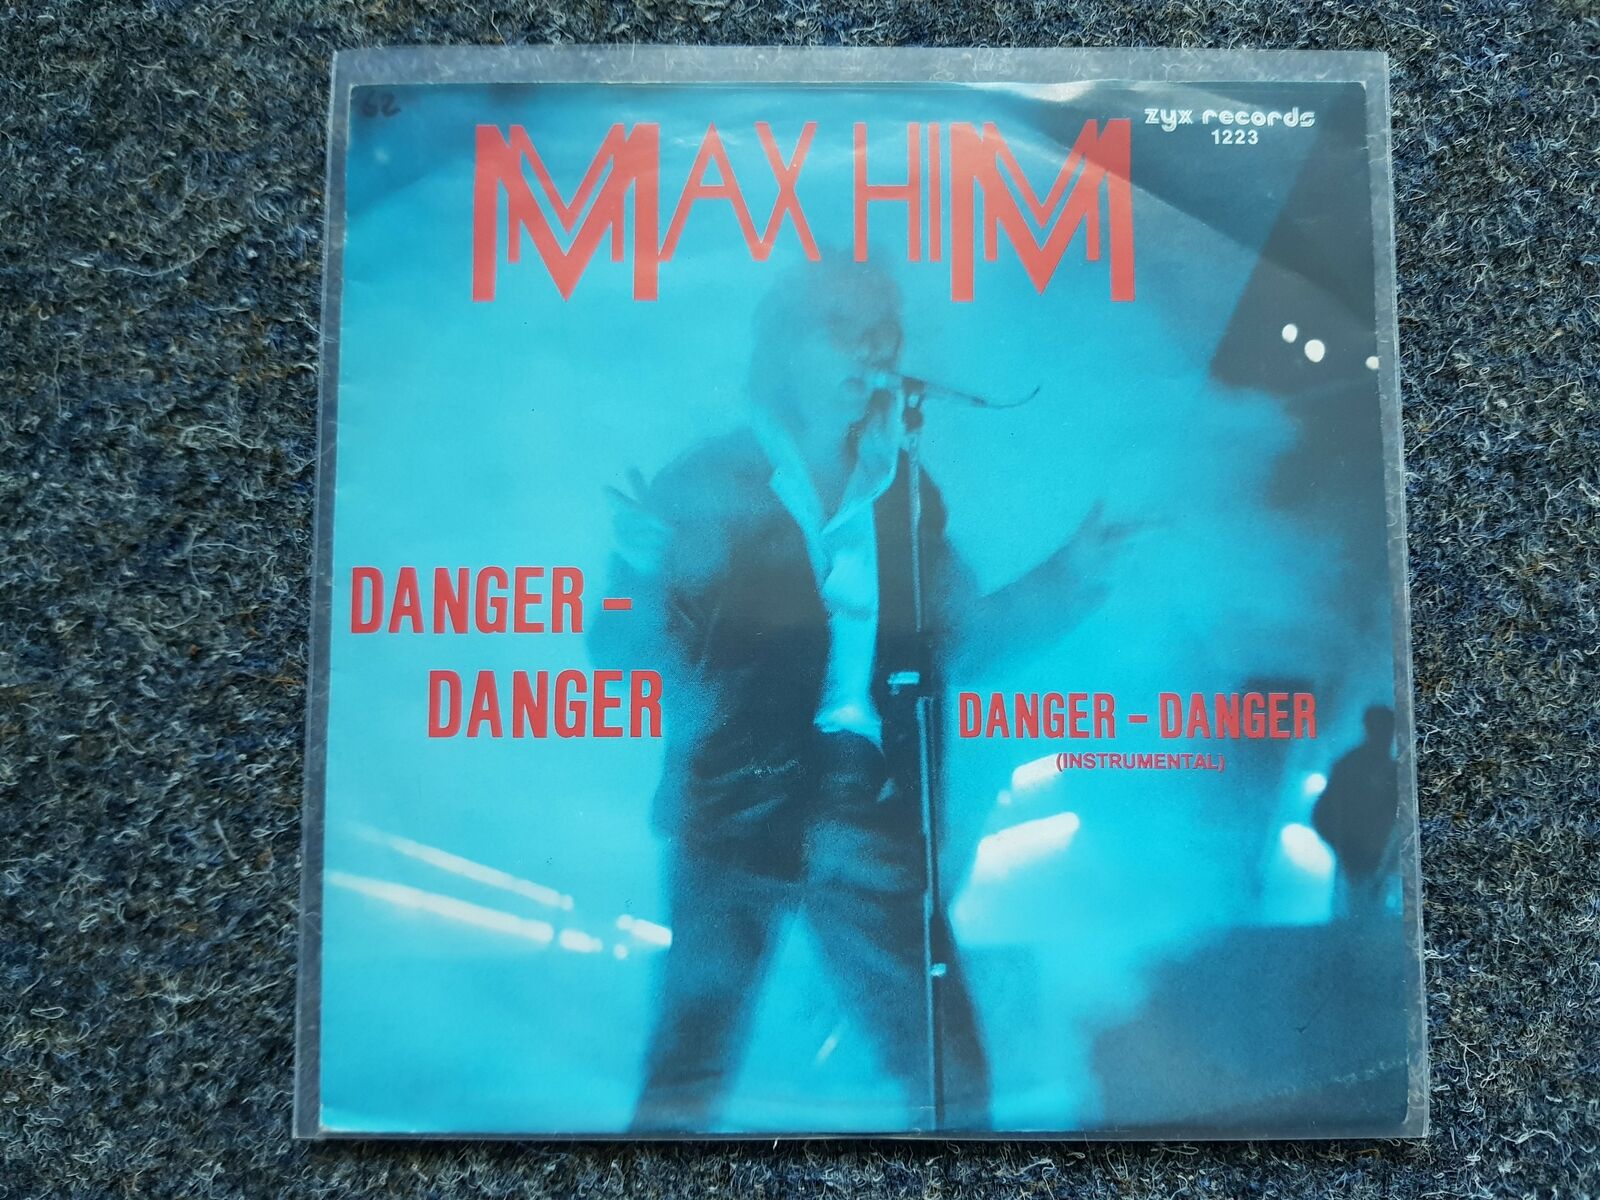 62
MAX HIM
zyx records
1223
DANGER -
DANGER
DANGER - DANGER
(INSTRUMENTAL)